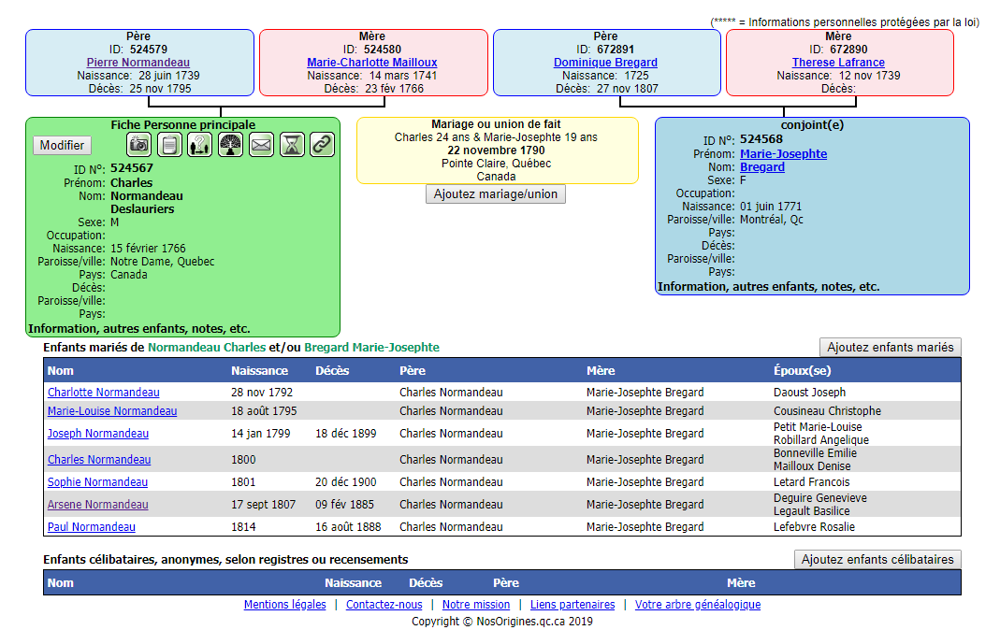 (***** = Informations personnelles protégées par la loi)
Père
ID: 524579
Pierre Normandeau
Naissance: 28 juin 1739
Décès: 25 nov 1795
Mère
ID: 524580
Marie-Charlotte Mailloux
Naissance: 14 mars 1741
Décès: 23 fév 1766
Père
ID: 672891
Dominique Bregard
Naissance: 1725
Décès: 27 nov 1807
Mère
ID: 672890
Therese Lafrance
Naissance: 12 nov 1739
Décès:
Fiche Personne principale
Modifier
ID Nº: 524567
Prénom: Charles
Nom: Normandeau
Deslauriers
Sexe: M
Occupation:
Naissance: 15 février 1766
Paroisse/ville: Notre Dame, Quebec
Pays: Canada
Décès:
Paroisse/ville:
Pays:
Information, autres enfants, notes, etc.
Mariage ou union de fait
Charles 24 ans & Marie-Josephte 19 ans
22 novembre 1790
Pointe Claire, Québec
Canada
Ajoutez mariage/union
conjoint(e)
ID Nº: 524568
Prénom: Marie-Josephte
Nom: Bregard
Sexe: F
Occupation:
Naissance: 01 juin 1771
Paroisse/ville: Montréal, Qc
Pays:
Décès:
Paroisse/ville:
Pays:
Information, autres enfants, notes, etc.
Enfants mariés de Normandeau Charles et/ou Bregard Marie-Josephte
Ajoutez enfants mariés
Nom Naissance Décès Père Mère Époux(se)
Charlotte Normandeau 28 nov 1792 Charles Normandeau Marie-Josephte Bregard Daoust Joseph
Marie-Louise Normandeau 18 août 1795 Charles Normandeau Marie-Josephte Bregard Cousineau Christophe
Joseph Normandeau 14 jan 1799 18 déc 1899 Charles Normandeau Marie-Josephte Bregard Petit Marie-Louise
Robillard Angelique
Charles Normandeau 1800 Charles Normandeau Marie-Josephte Bregard Bonneville Emilie
Mailloux Denise
Sophie Normandeau 1801 20 déc 1900 Charles Normandeau Marie-Josephte Bregard Letard Francois
Arsene Normandeau 17 sept 1807 09 fév 1885 Charles Normandeau Marie-Josephte Bregard Deguire Genevieve
Legault Basilice
Paul Normandeau 1814 16 août 1888 Charles Normandeau Marie-Josephte Bregard Lefebvre Rosalie
Enfants célibataires, anonymes, selon registres ou recensements
Ajoutez enfants célibataires
Nom Naissance Décès Père Mère
Mentions légales | Contactez-nous | Notre mission | Liens partenaires | Votre arbre généalogique
Copyright © NosOrigines.qc.ca 2019